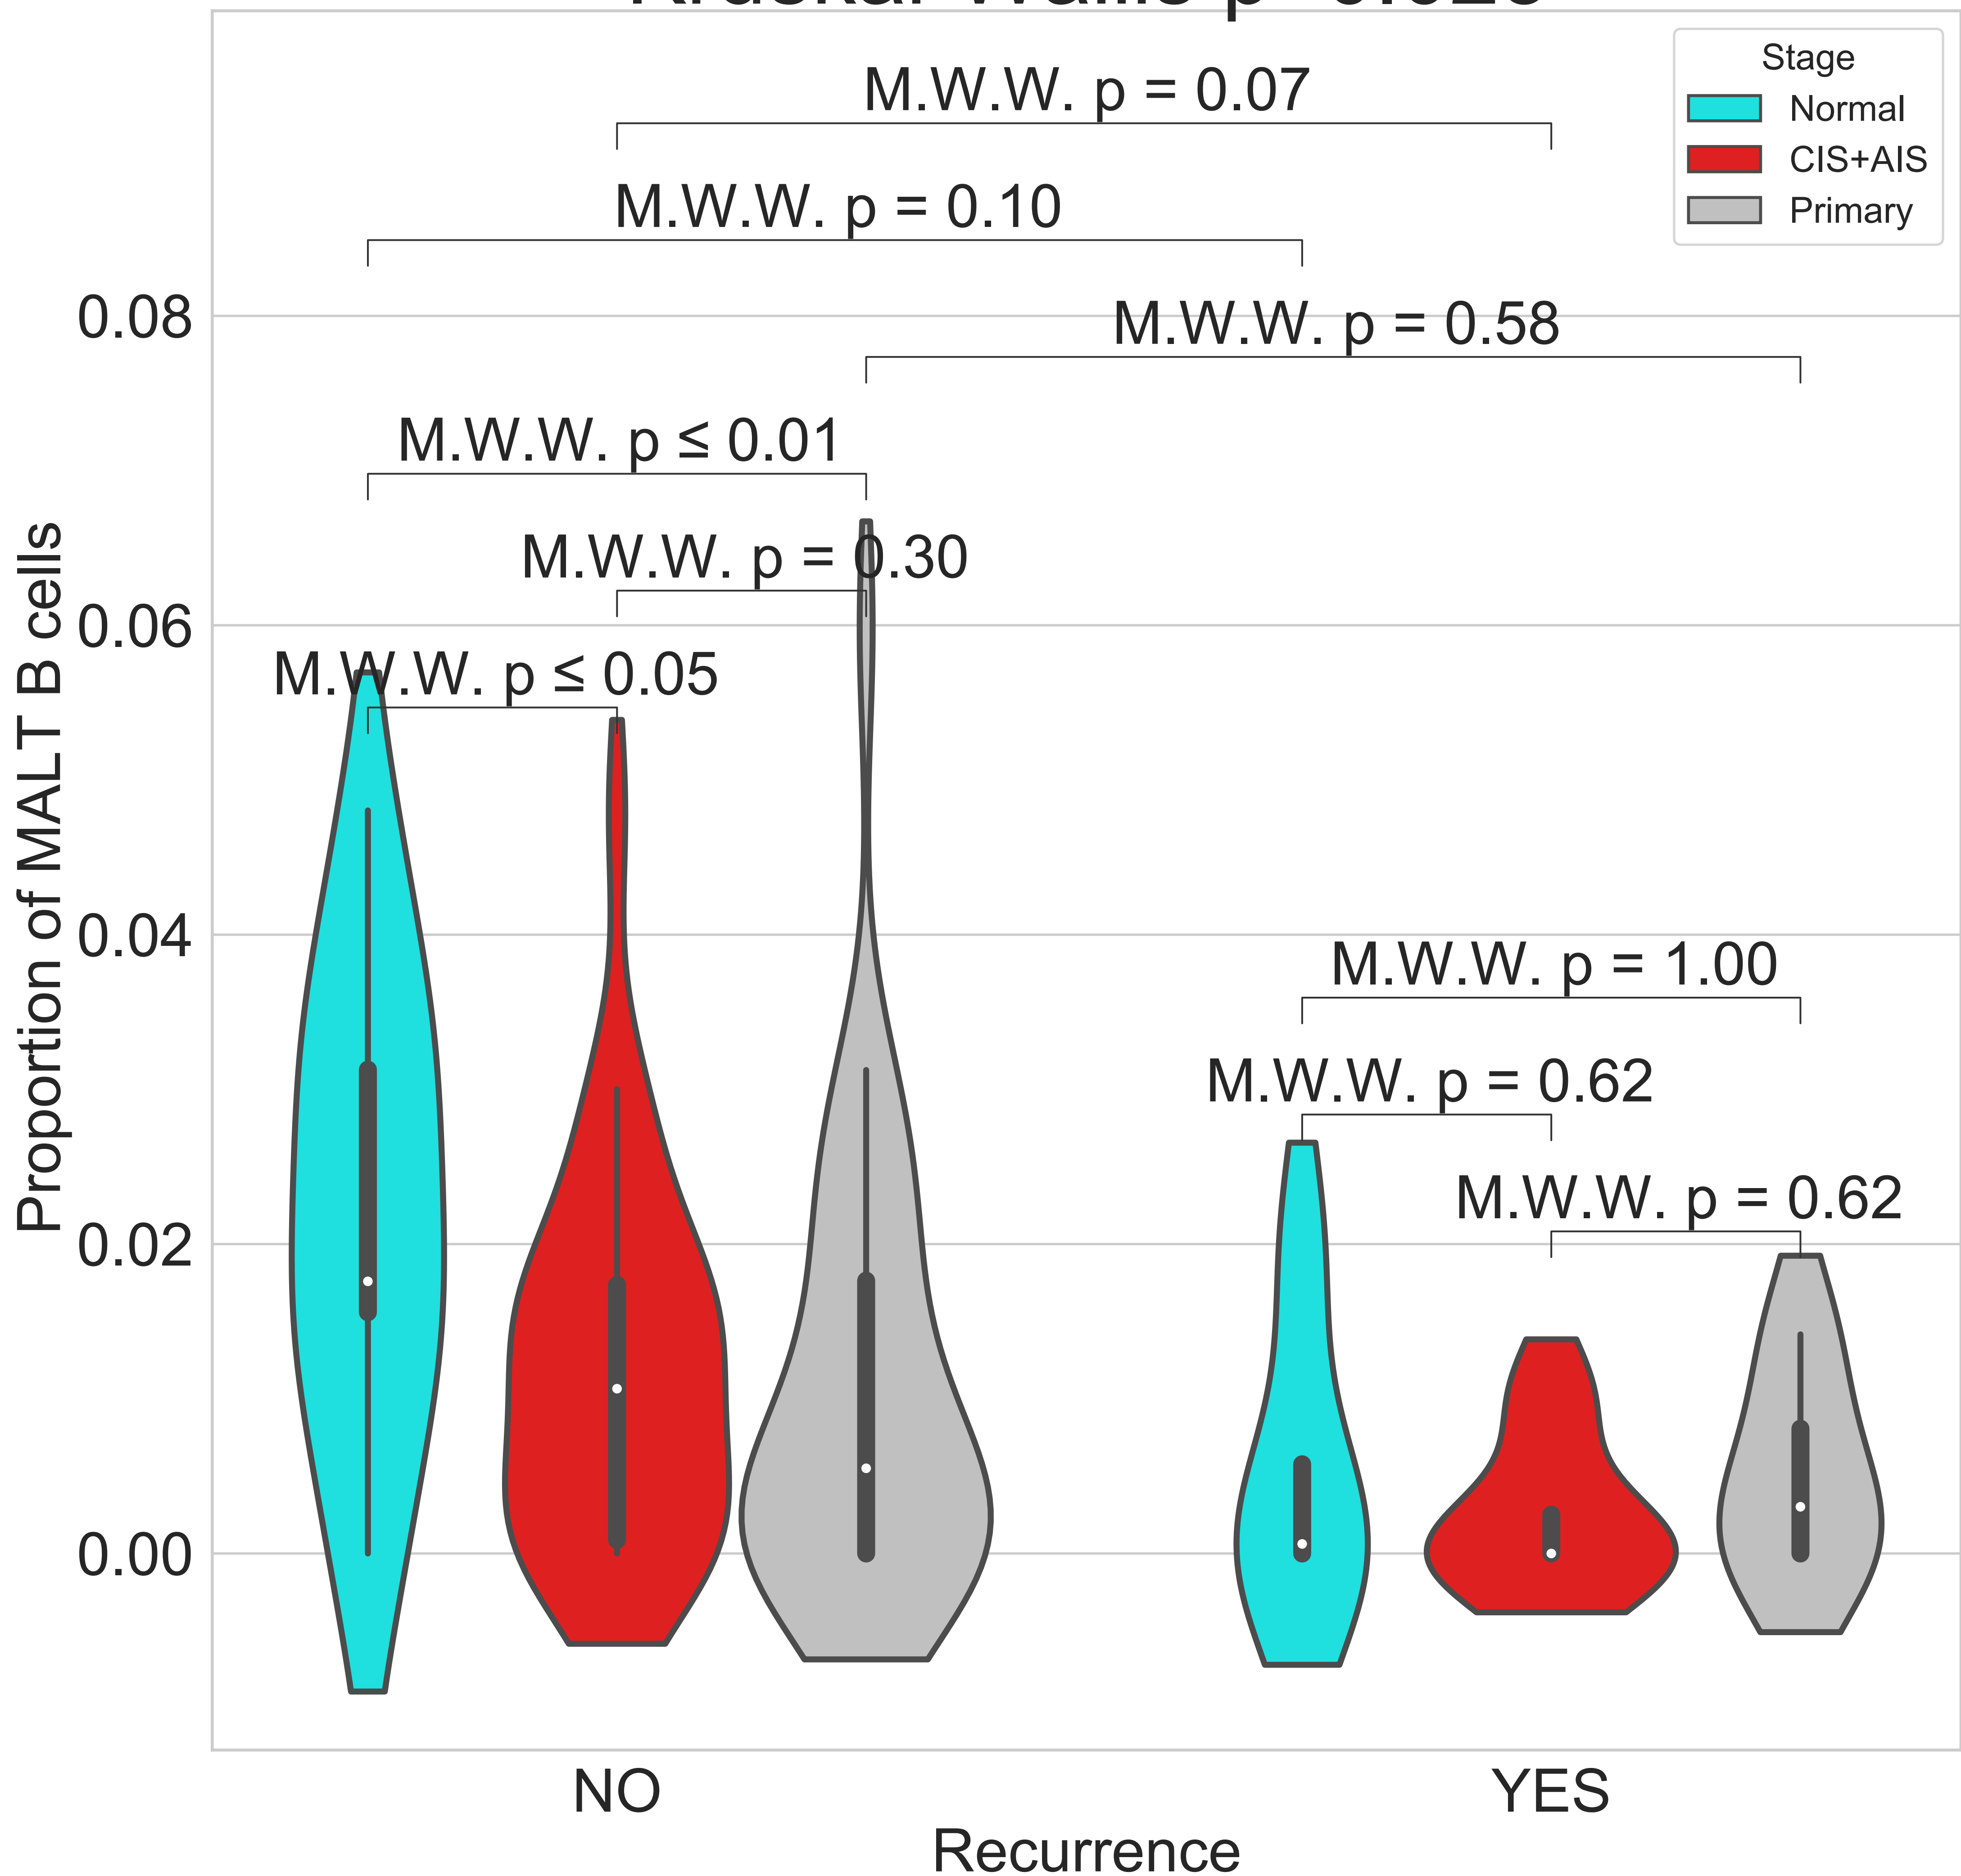 Stage
Normal
CIS+AIS
Primary
M.W.W. p = 0.07
M.W.W. p = 0.10
M.W.W. p = 0.58
M.W.W. p ≤ 0.01
M.W.W. p = 0.30
M.W.W. p ≤ 0.05
M.W.W. p = 1.00
M.W.W. p = 0.62
M.W.W. p = 0.62
Proportion of MALT B cells
0.08
0.06
0.04
0.02
0.00
NO
YES
Recurrence